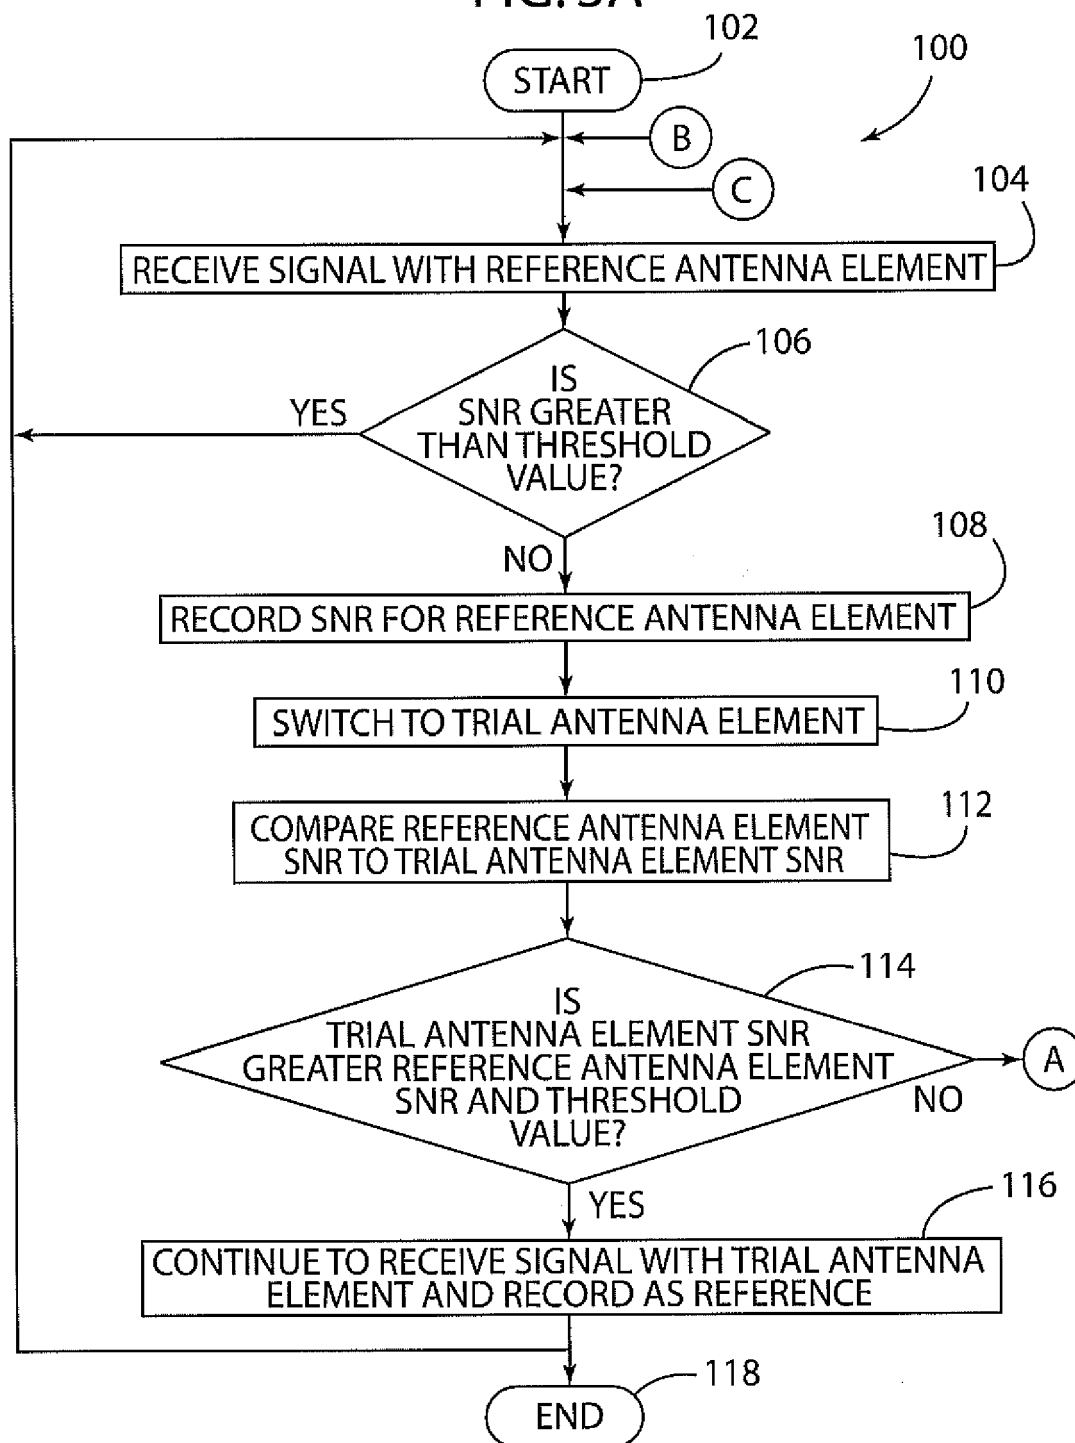 102
START
100
B
C
104
RECEIVE SIGNAL WITH REFERENCE ANTENNA ELEMENT
106
IS
SNR GREATER
THAN THRESHOLD
VALUE?
YES
NO
108
RECORD SNR FOR REFERENCE ANTENNA ELEMENT
110
SWITCH TO TRIAL ANTENNA ELEMENT
112
COMPARE REFERENCE ANTENNA ELEMENT
SNR TO TRIAL ANTENNA ELEMENT SNR
114
IS
TRIAL ANTENNA ELEMENT SNR
GREATER REFERENCE ANTENNA ELEMENT
SNR AND THRESHOLD
VALUE?
A
NO
YES
116
CONTINUE TO RECEIVE SIGNAL WITH TRIAL ANTENNA
ELEMENT AND RECORD AS REFERENCE
118
END